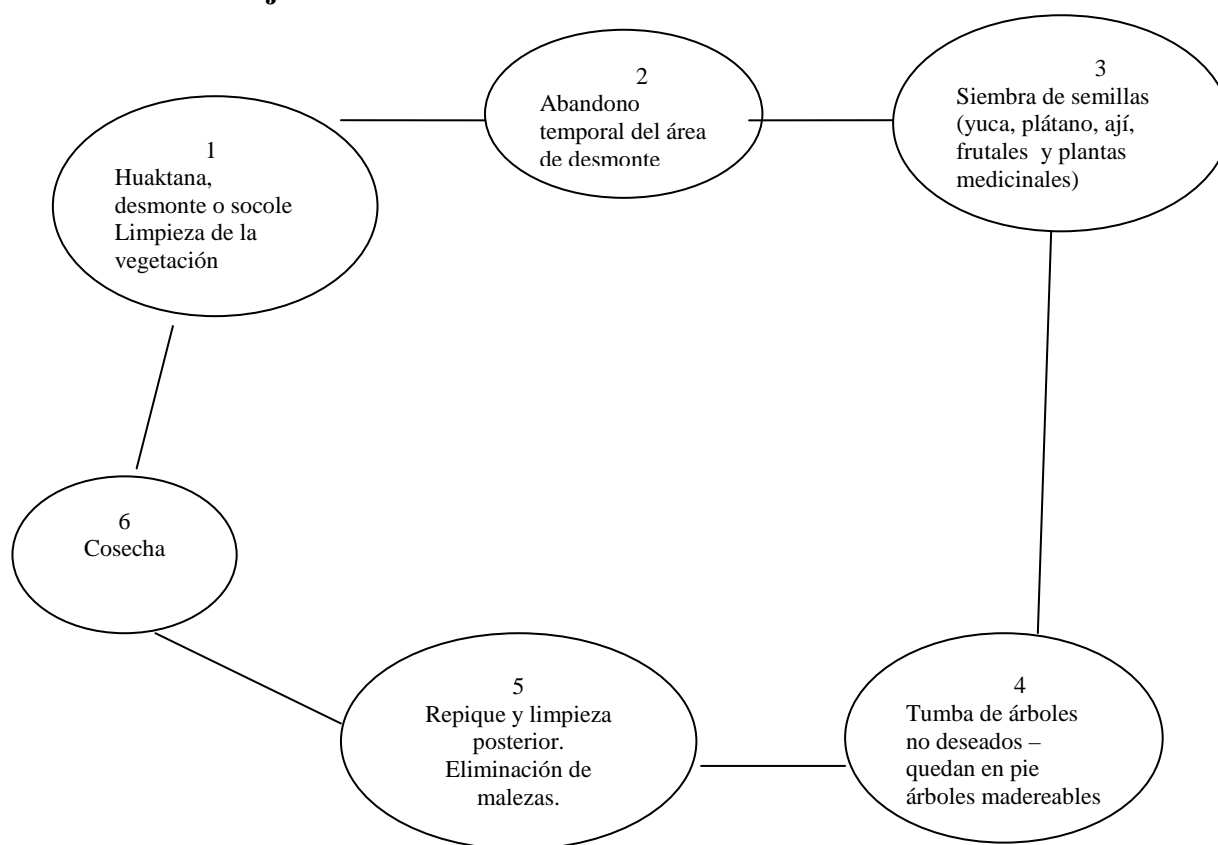 1
Huaktana,
desmonte o socole
Limpieza de la
vegetación
2
Abandono
temporal del área
de desmonte
3
Siembra de semillas
(yuca, plátano, ají,
frutales y plantas
medicinales)
4
Tumba de árboles
no deseados –
quedan en pie
árboles madereables
5
Repique y limpieza
posterior.
Eliminación de
malezas.
6
Cosecha